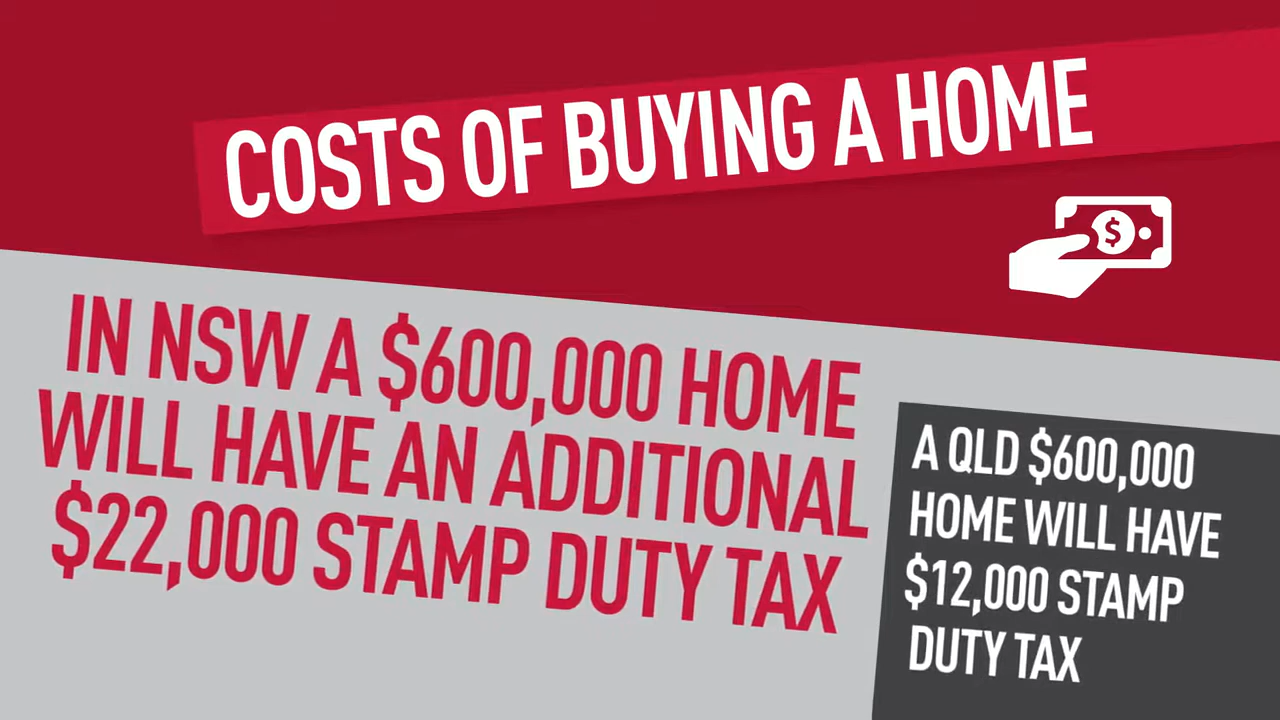 COSTS OF BUYING A HOME
$
IN NSW A $600,000 HOME
WILL HAVE AN ADDITIONAL
$22,000 STAMP DUTY TAX
A QLD $600,000
HOME WILL HAVE
$12,000 STAMP
DUTY TAX